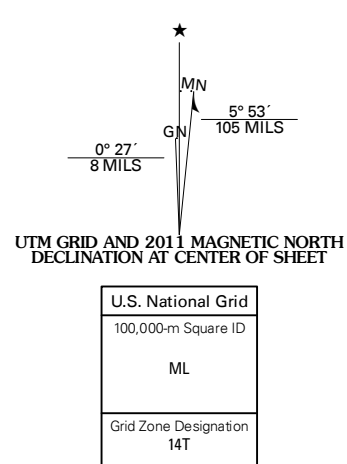 ★
MN
5° 53´
105 MILS
GN
0° 27´
8 MILS
UTM GRID AND 2011 MAGNETIC NORTH
DECLINATION AT CENTER OF SHEET
U.S. National Grid
100,000-m Square ID
ML
Grid Zone Designation
14T